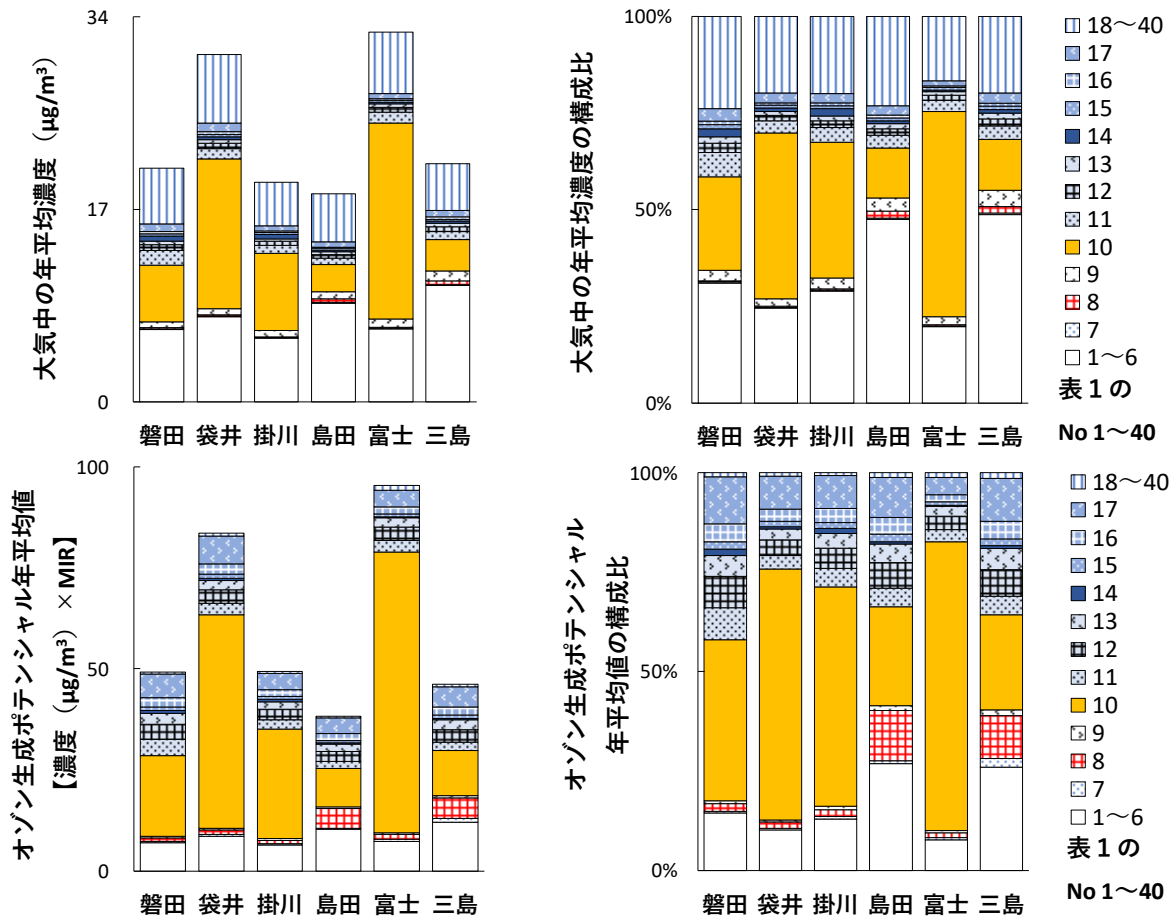 34
17
0
大気中の年平均濃度（μg/m³）
磐田 袋井 掛川 島田 富士 三島
100%
50%
0%
大気中の年平均濃度の構成比
磐田 袋井 掛川 島田 富士 三島
18～40
17
16
15
14
13
12
11
10
9
8
7
1～6
表１の
No 1～40
100
50
0
オゾン生成ポテンシャル年平均値
【濃度（μg/m³）×MIR】
磐田 袋井 掛川 島田 富士 三島
100%
50%
0%
オゾン生成ポテンシャル
年平均値の構成比
磐田 袋井 掛川 島田 富士 三島
18～40
17
16
15
14
13
12
11
10
9
8
7
1～6
表１の
No 1～40